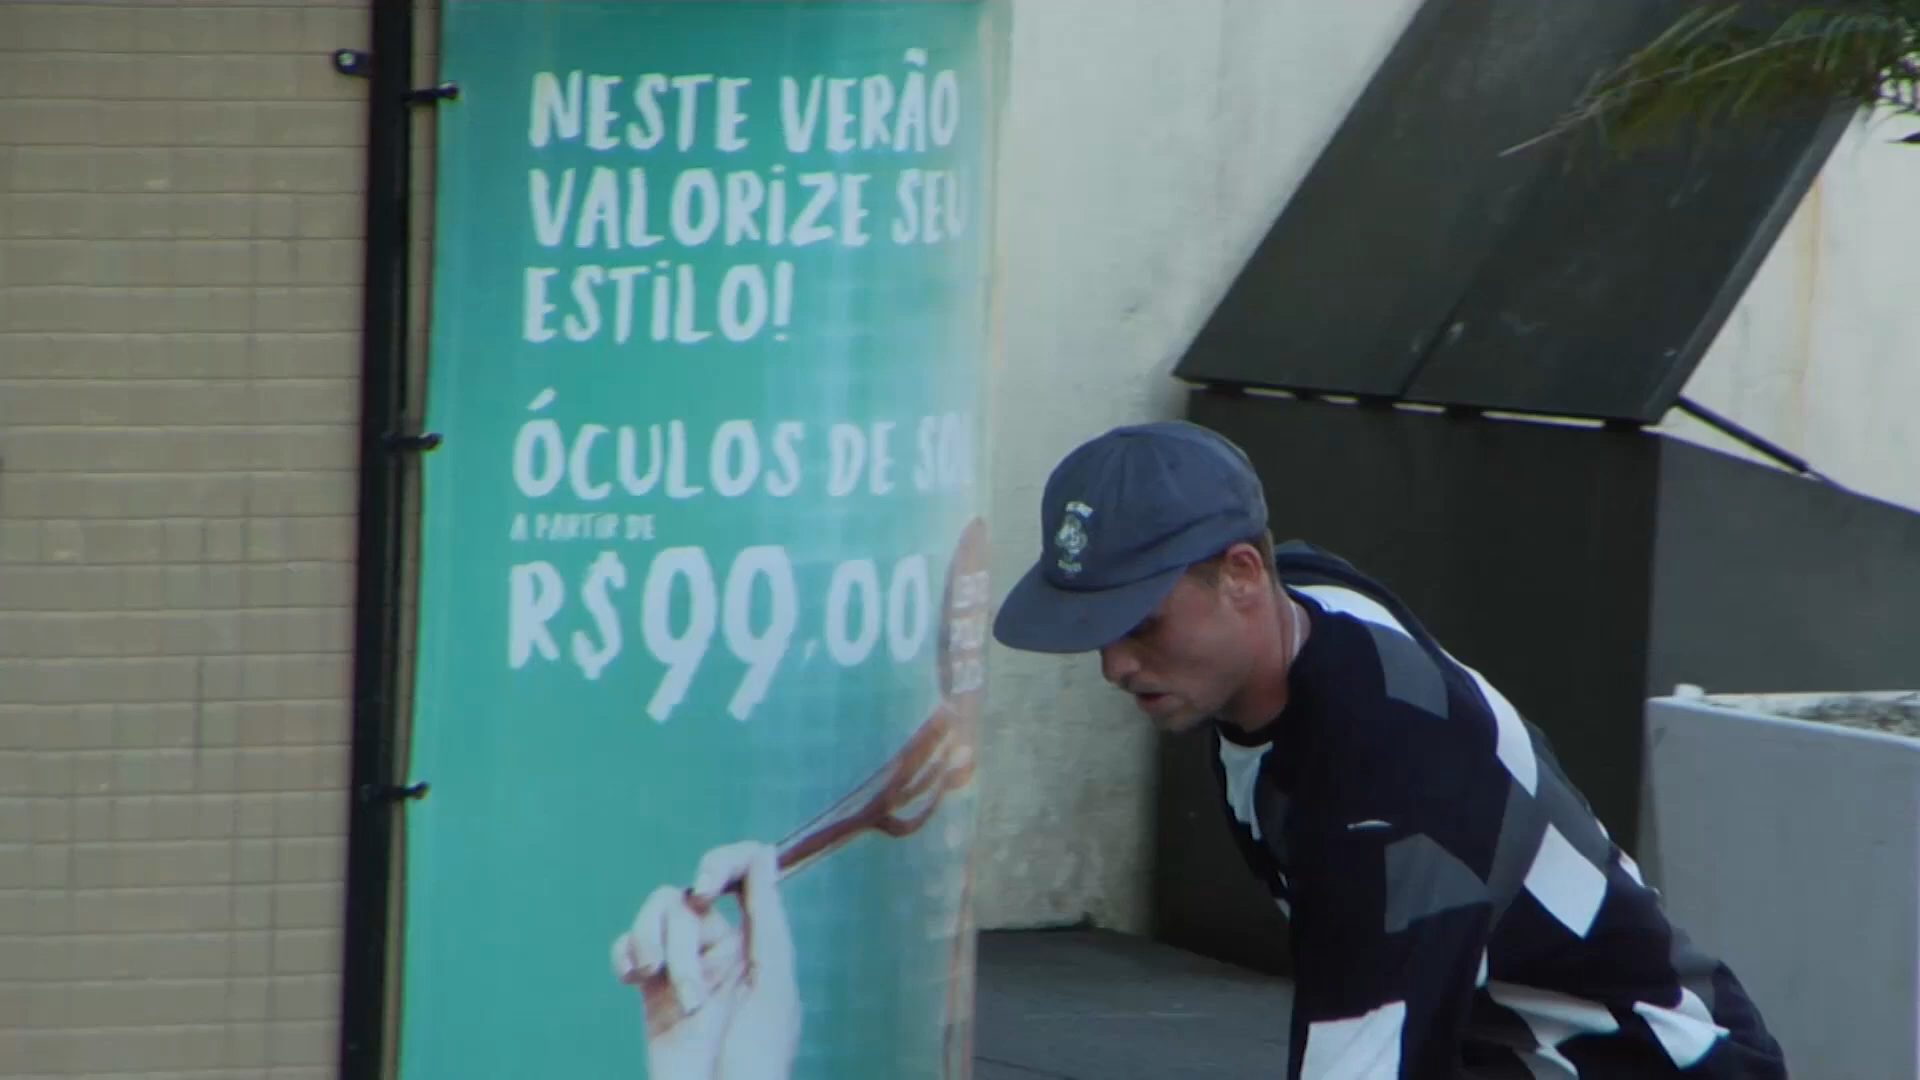 NESTE VERÃO
VALORIZE SEU
ESTILO!
ÓCULOS DE SOL
A PARTIR DE
R$99,00